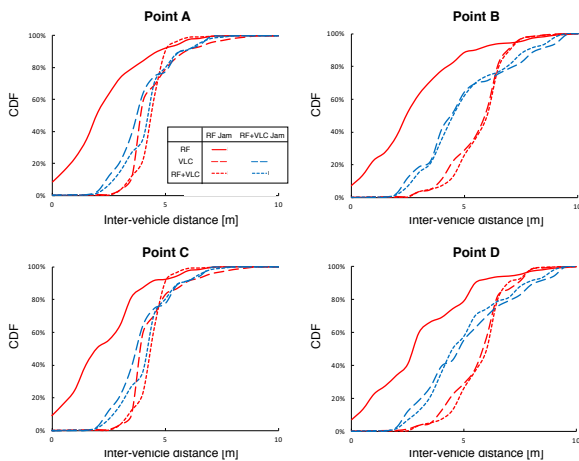 Point A
Point B
100%
80%
60%
40%
20%
0%
CDF
0
5
10
Inter-vehicle distance [m]
RF Jam RF+VLC Jam
RF
VLC
RF+VLC
100%
80%
60%
40%
20%
0%
CDF
0
5
10
Inter-vehicle distance [m]
Point C
Point D
100%
80%
60%
40%
20%
0%
CDF
0
5
10
Inter-vehicle distance [m]
100%
80%
60%
40%
20%
0%
CDF
0
5
10
Inter-vehicle distance [m]